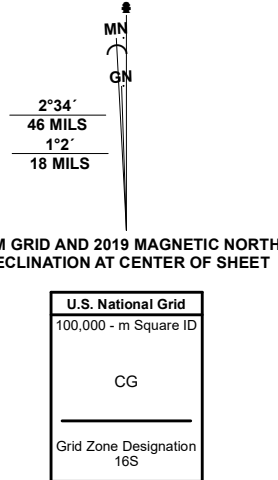 MN
GN
2°34´
46 MILS
1°2´
18 MILS
M GRID AND 2019 MAGNETIC NORTH
ECLINATION AT CENTER OF SHEET
U.S. National Grid
100,000 - m Square ID
CG
Grid Zone Designation
16S